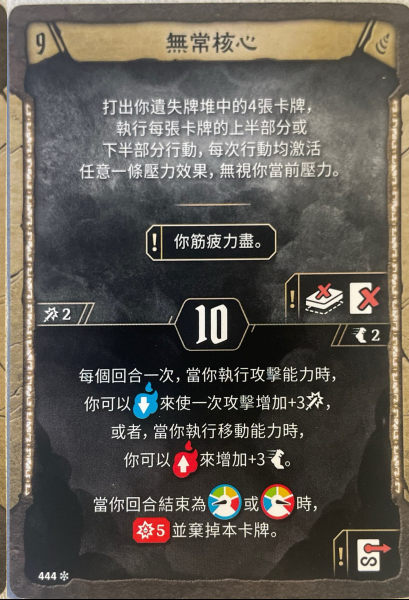 9
無常核心
打出你遺失牌堆中的4張卡牌，
執行每張卡牌的上半部分或
下半部分行動，每次行動均激活
任意一條壓力效果，無視你當前壓力。
! 你筋疲力盡。
!
2
10
2
每個回合一次，當你執行攻擊能力時，
你可以來使一次攻擊增加+3，
或者，當你執行移動能力時，
你可以來增加+3。
當你回合結束為或時，
5並棄掉本卡牌。
!
444